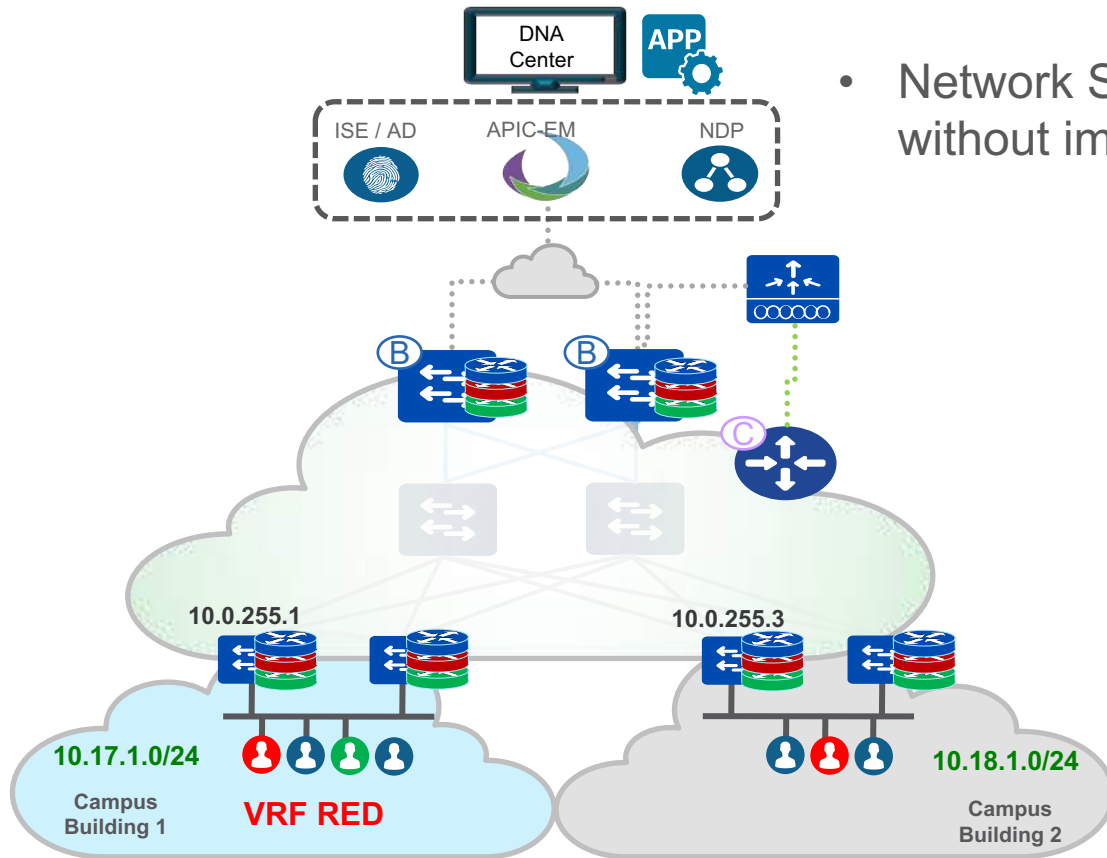 DNA
Center
APP
• Network S
without im
ISE / AD
APIC-EM
NDP
B
B
C
10.0.255.1
10.0.255.3
10.17.1.0/24
10.18.1.0/24
Campus
Building 1
VRF RED
Campus
Building 2